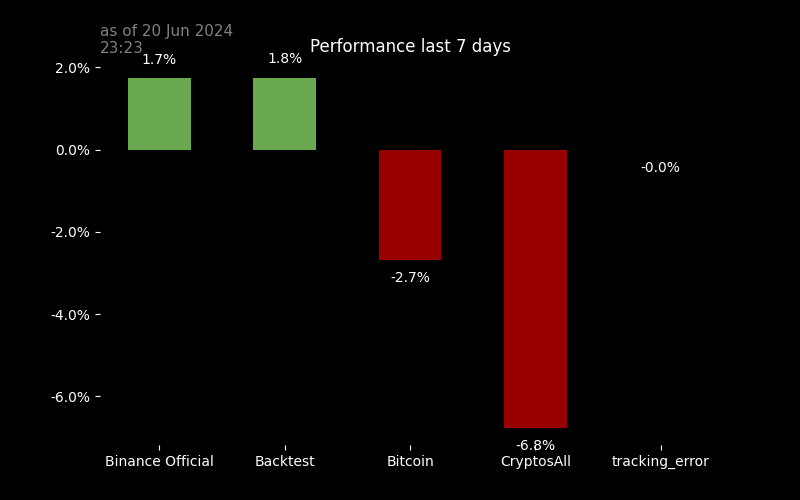 as of 20 Jun 2024
23:23
Performance last 7 days
2.0%
0.0%
-2.0%
-4.0%
-6.0%
1.7%
1.8%
-2.7%
-6.8%
-0.0%
Binance Official
Backtest
Bitcoin
CryptosAll
tracking_error